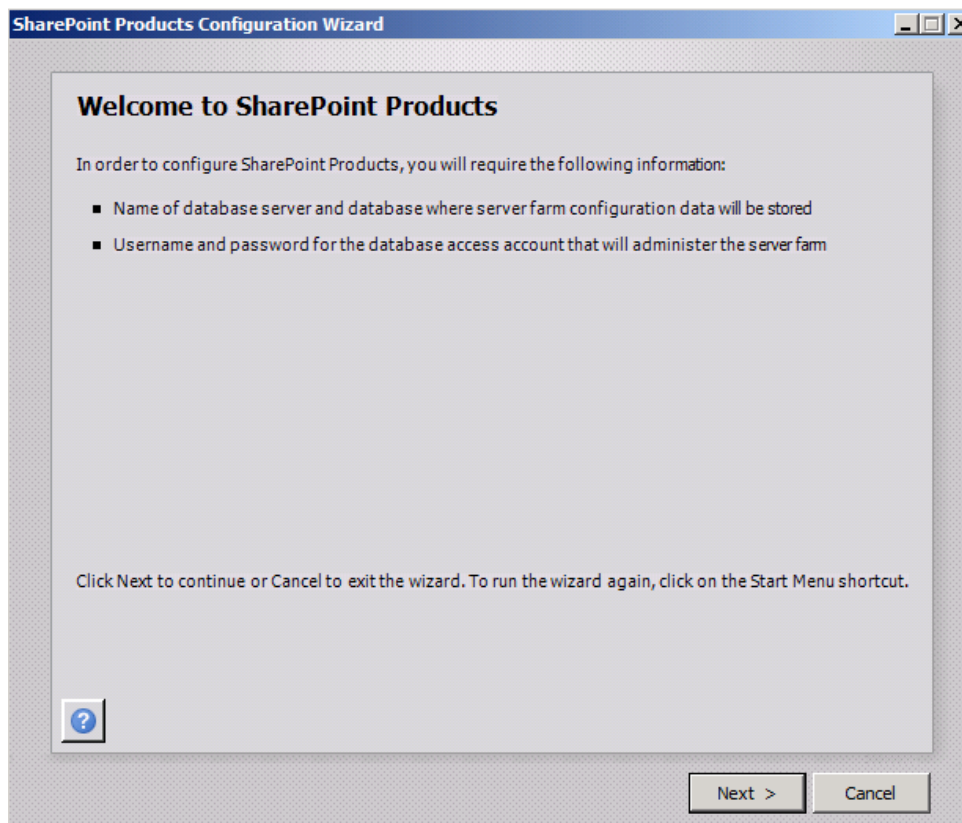 SharePoint Products Configuration Wizard
Welcome to SharePoint Products
In order to configure SharePoint Products, you will require the following information:
Name of database server and database where server farm configuration data will be stored
Username and password for the database access account that will administer the server farm
Click Next to continue or Cancel to exit the wizard. To run the wizard again, click on the Start Menu shortcut.
?
Next >
Cancel